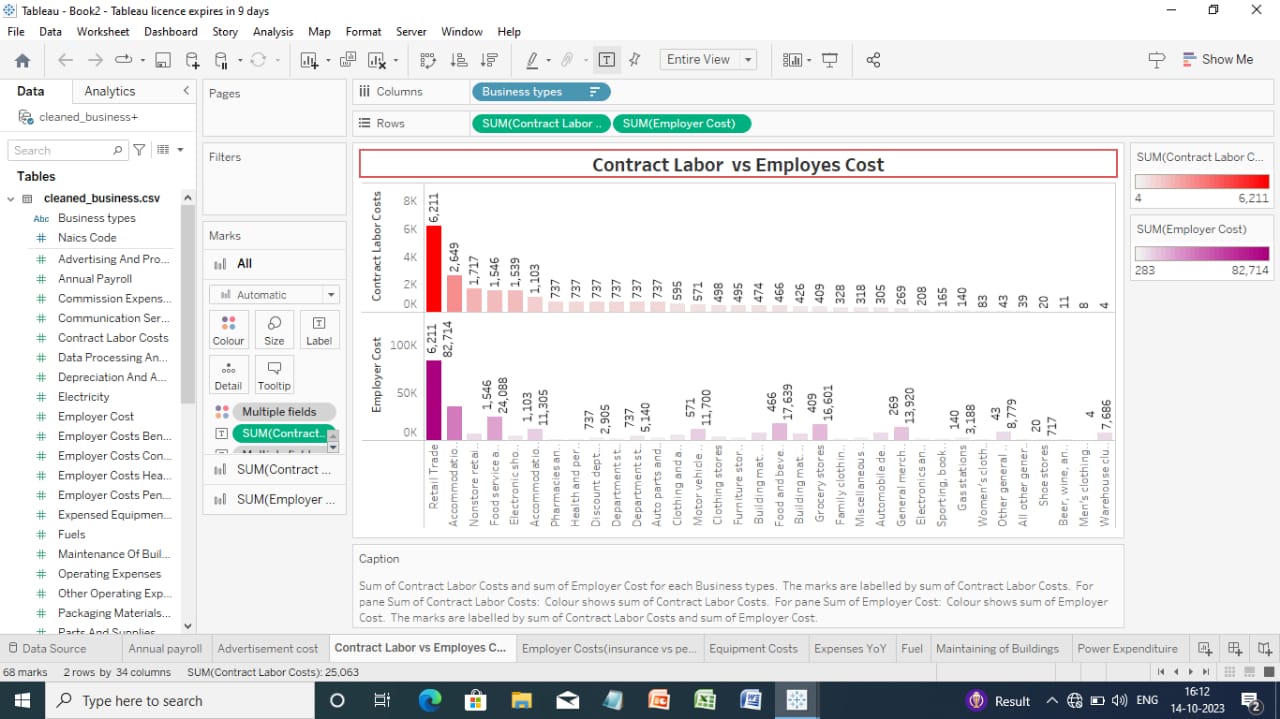 Tableau - Book2 - Tableau licence expires in 9 days
File Data Worksheet Dashboard Story Analysis Map Format Server Window Help
Entire View
Show Me
Data Analytics
cleaned_business+
Search
Tables
cleaned_business.csv
Abc Business types
# Naics Code
# Advertising And Pro...
# Annual Payroll
# Commission Expens...
# Communication Ser...
# Contract Labor Costs
# Data Processing An...
# Depreciation And A...
# Electricity
# Employer Cost
# Employer Costs Ben...
# Employer Costs Con...
# Employer Costs Hea...
# Employer Costs Pen...
# Expensed Equipmen...
# Fuels
# Maintenance Of Buil...
# Operating Expenses
# Other Operating Exp...
# Packaging Materials...
# Parts And Supplies
Pages
Filters
Marks
All
Automatic
Colour Size Label
Detail Tooltip
Multiple fields
SUM(Contract..
SUM(Contract ...
SUM(Employer ...
Columns
Business types
Rows
SUM(Contract Labor .. SUM(Employer Cost)
Contract Labor vs Employes Cost
Contract Labor Costs
8K
6K
4K
2K
0K
6,211 2,649 1,717 1,546 1,539 1,103 737 737 737 737 737 737 595 571 498 495 474 466 426 409 328 318 305 269 208 165 140 83 43 39 20 11 8 4
Employer Cost
100K
50K
0K
6,211 1,546 1,103 737 737 571 466 409 269 140 43 20 4
82,714 24,088 11,305 2,905 5,140 11,700 17,639 16,601 13,920 3,188 8,779 717 7,686
Retail Trade
Accommodatio..
Nonstore retai..
Food service a..
Electronic sho..
Accommodatio..
Pharmacies an..
Health and per..
Discount dept..
Department st..
Department st..
Auto parts and..
Clothing and a..
Motor vehicle..
Clothing stores
Furniture stor..
Building mat. ..
Food and beve..
Building mat. ..
Grocery stores
Family clothin..
Miscellaneous ..
Automobile de..
General merch..
Electronics an..
Sporting, book..
Gas stations
Women's cloth..
Other general ..
All other gener..
Shoe stores
Beer, wine, an..
Men's clothing..
Warehouse clu..
SUM(Contract Labor C...
4 6,211
SUM(Employer Cost)
283 82,714
Caption
Sum of Contract Labor Costs and sum of Employer Cost for each Business types. The marks are labelled by sum of Contract Labor Costs. For
pane Sum of Contract Labor Costs: Colour shows sum of Contract Labor Costs. For pane Sum of Employer Cost: Colour shows sum of Employer
Cost. The marks are labelled by sum of Contract Labor Costs and sum of Employer Cost.
Data Source Annual payroll Advertisement cost Contract Labor vs Employes C... Employer Costs(insurance vs pe... Equipment Costs Expenses YoY Fuel Maintaining of Buildings Power Expenditure
68 marks 2 rows by 34 columns SUM(Contract Labor Costs): 25,063
Type here to search
Result
ENG
16:12
14-10-2023
2